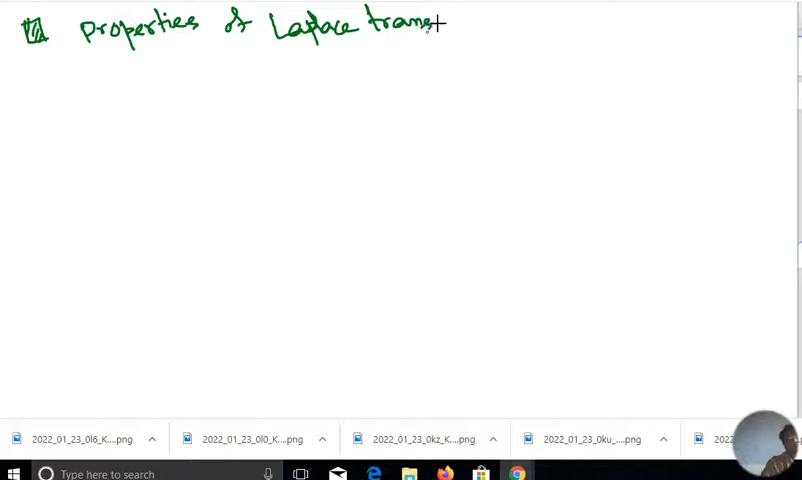 Properties of Laplace trans
2022_01_23_0l6_K....png
2022_01_23_0l0_K....png
2022_01_23_0kz_K....png
2022_01_23_0ku_....png
Type here to search